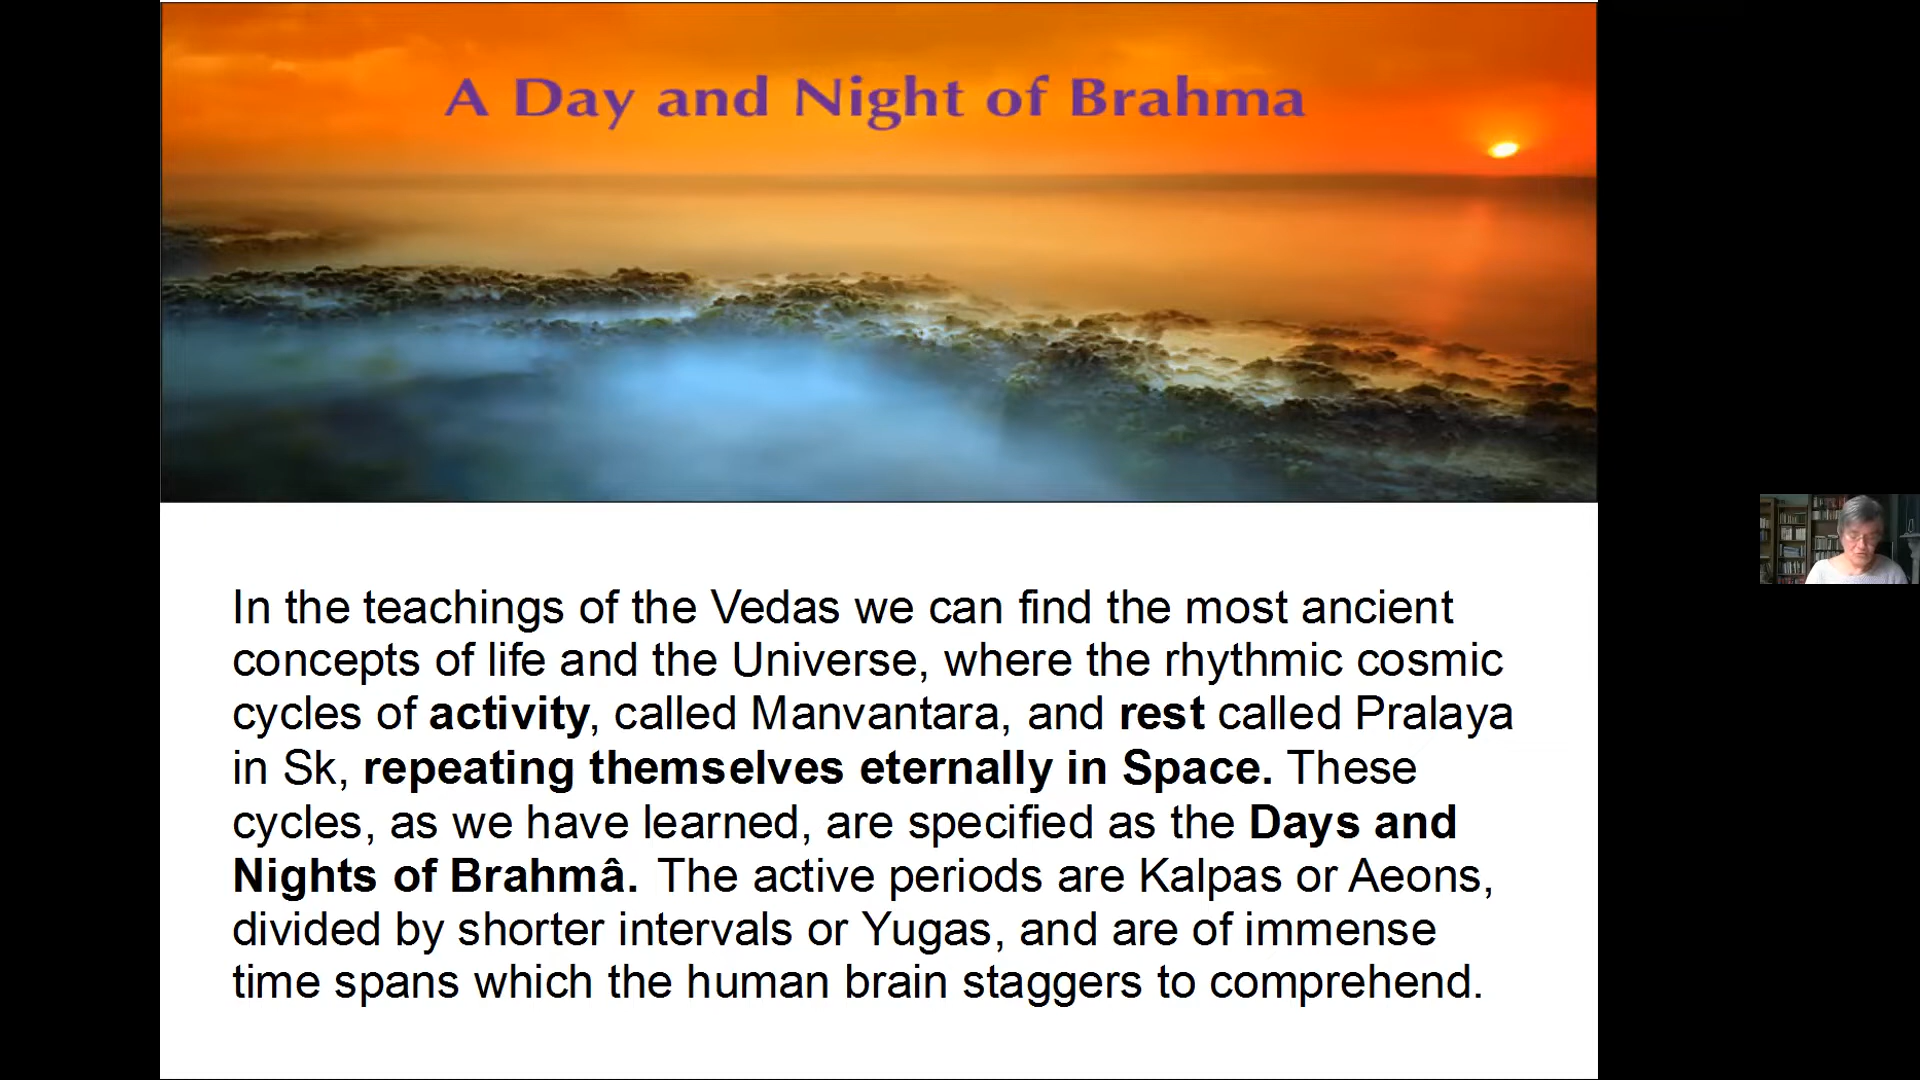 A Day and Night of Brahma
In the teachings of the Vedas we can find the most ancient
concepts of life and the Universe, where the rhythmic cosmic
cycles of activity, called Manvantara, and rest called Pralaya
in Sk, repeating themselves eternally in Space. These
cycles, as we have learned, are specified as the Days and
Nights of Brahmâ. The active periods are Kalpas or Aeons,
divided by shorter intervals or Yugas, and are of immense
time spans which the human brain staggers to comprehend.